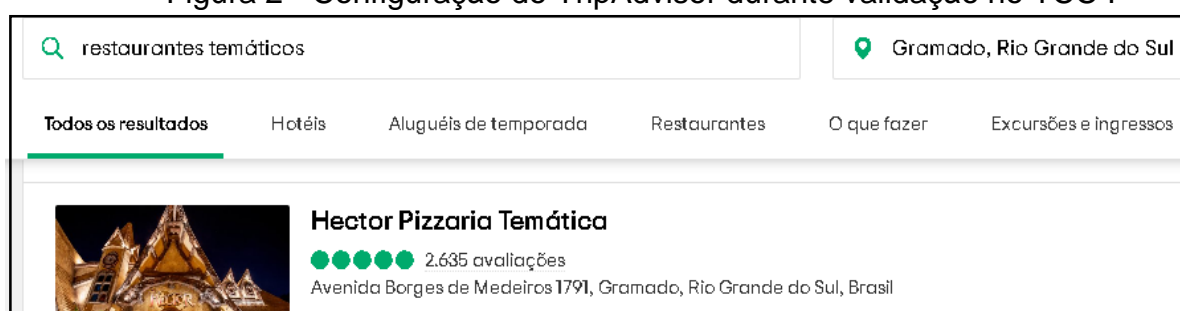 restaurantes temáticos
Gramado, Rio Grande do Sul
Todos os resultados Hotéis Aluguéis de temporada Restaurantes O que fazer Excursões e ingressos
Hector Pizzaria Temática
2.635 avaliações
Avenida Borges de Medeiros 1791, Gramado, Rio Grande do Sul, Brasil